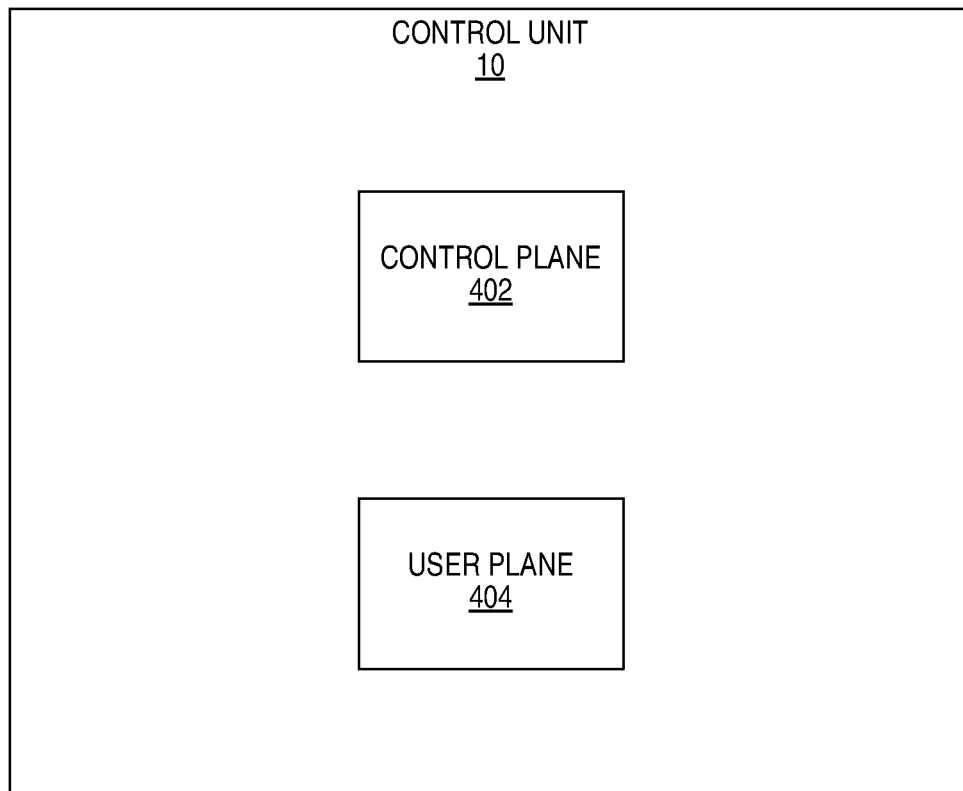 CONTROL UNIT
10
CONTROL PLANE
402
USER PLANE
404